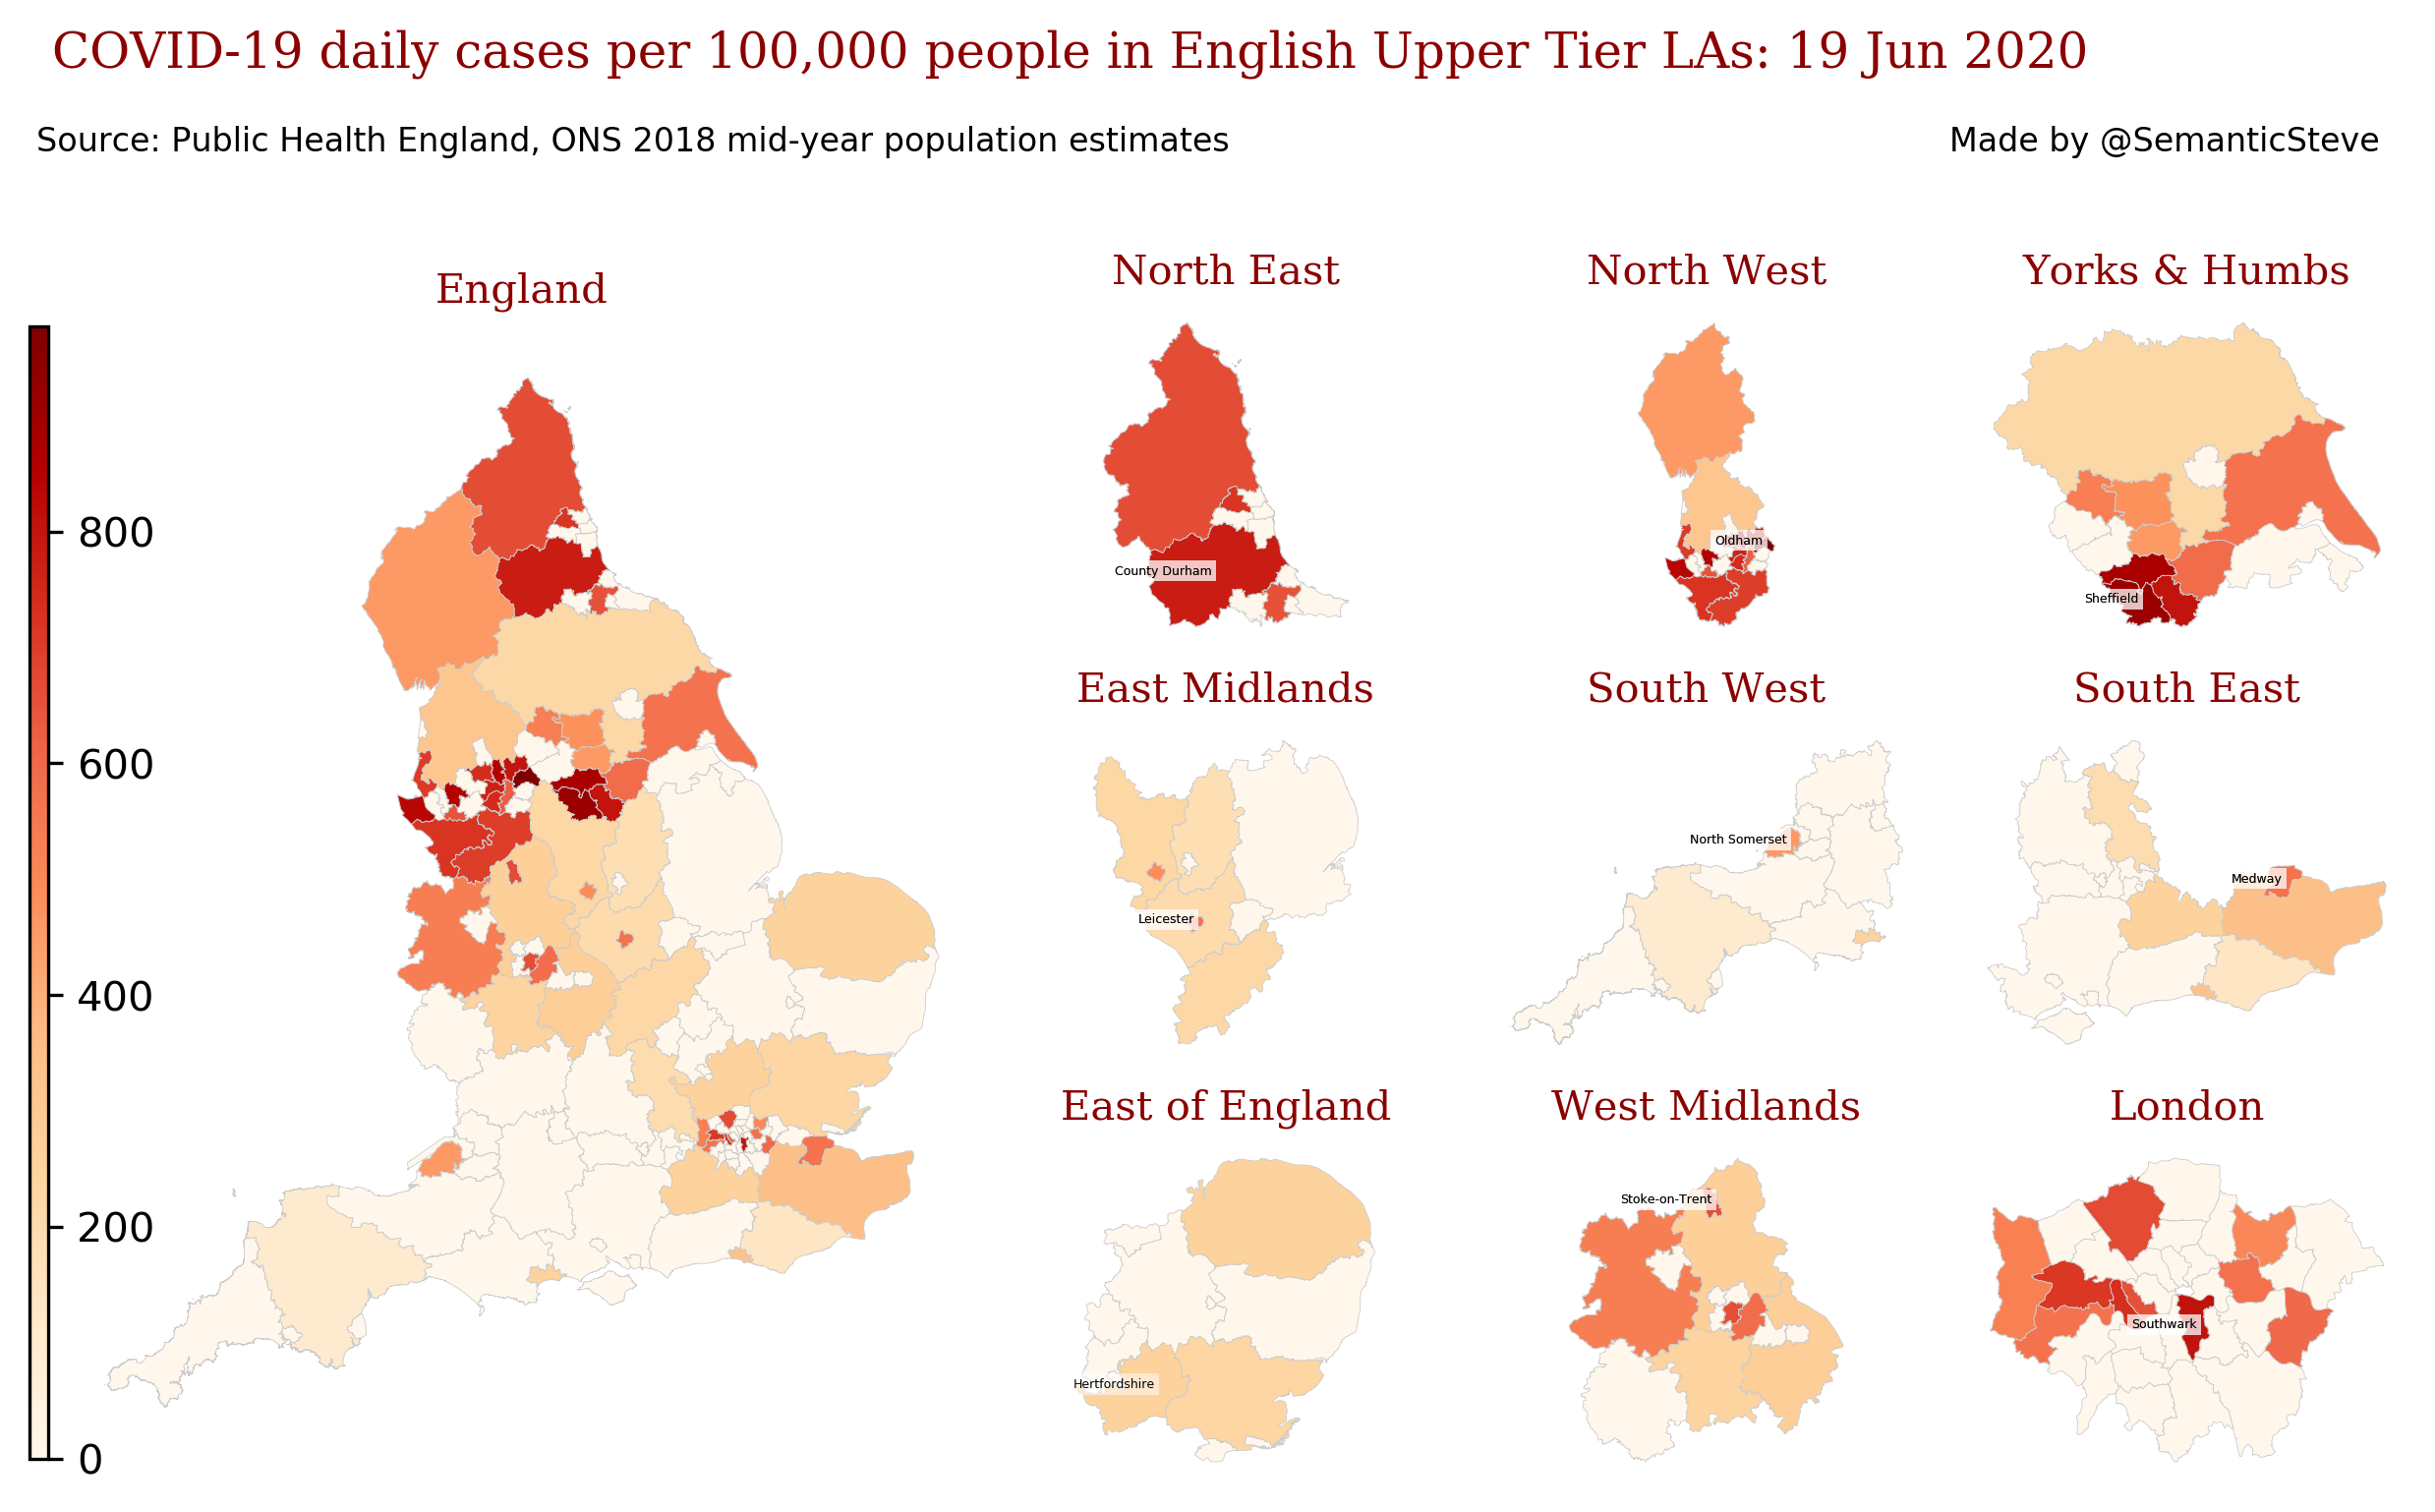 COVID-19 daily cases per 100,000 people in English Upper Tier LAs: 19 Jun 2020
Source: Public Health England, ONS 2018 mid-year population estimates
Made by @SemanticSteve
England
800
600
400
200
0
North East
County Durham
North West
Oldham
Yorks & Humbs
Sheffield
East Midlands
Leicester
South West
North Somerset
South East
Medway
East of England
Hertfordshire
West Midlands
Stoke-on-Trent
London
Southwark